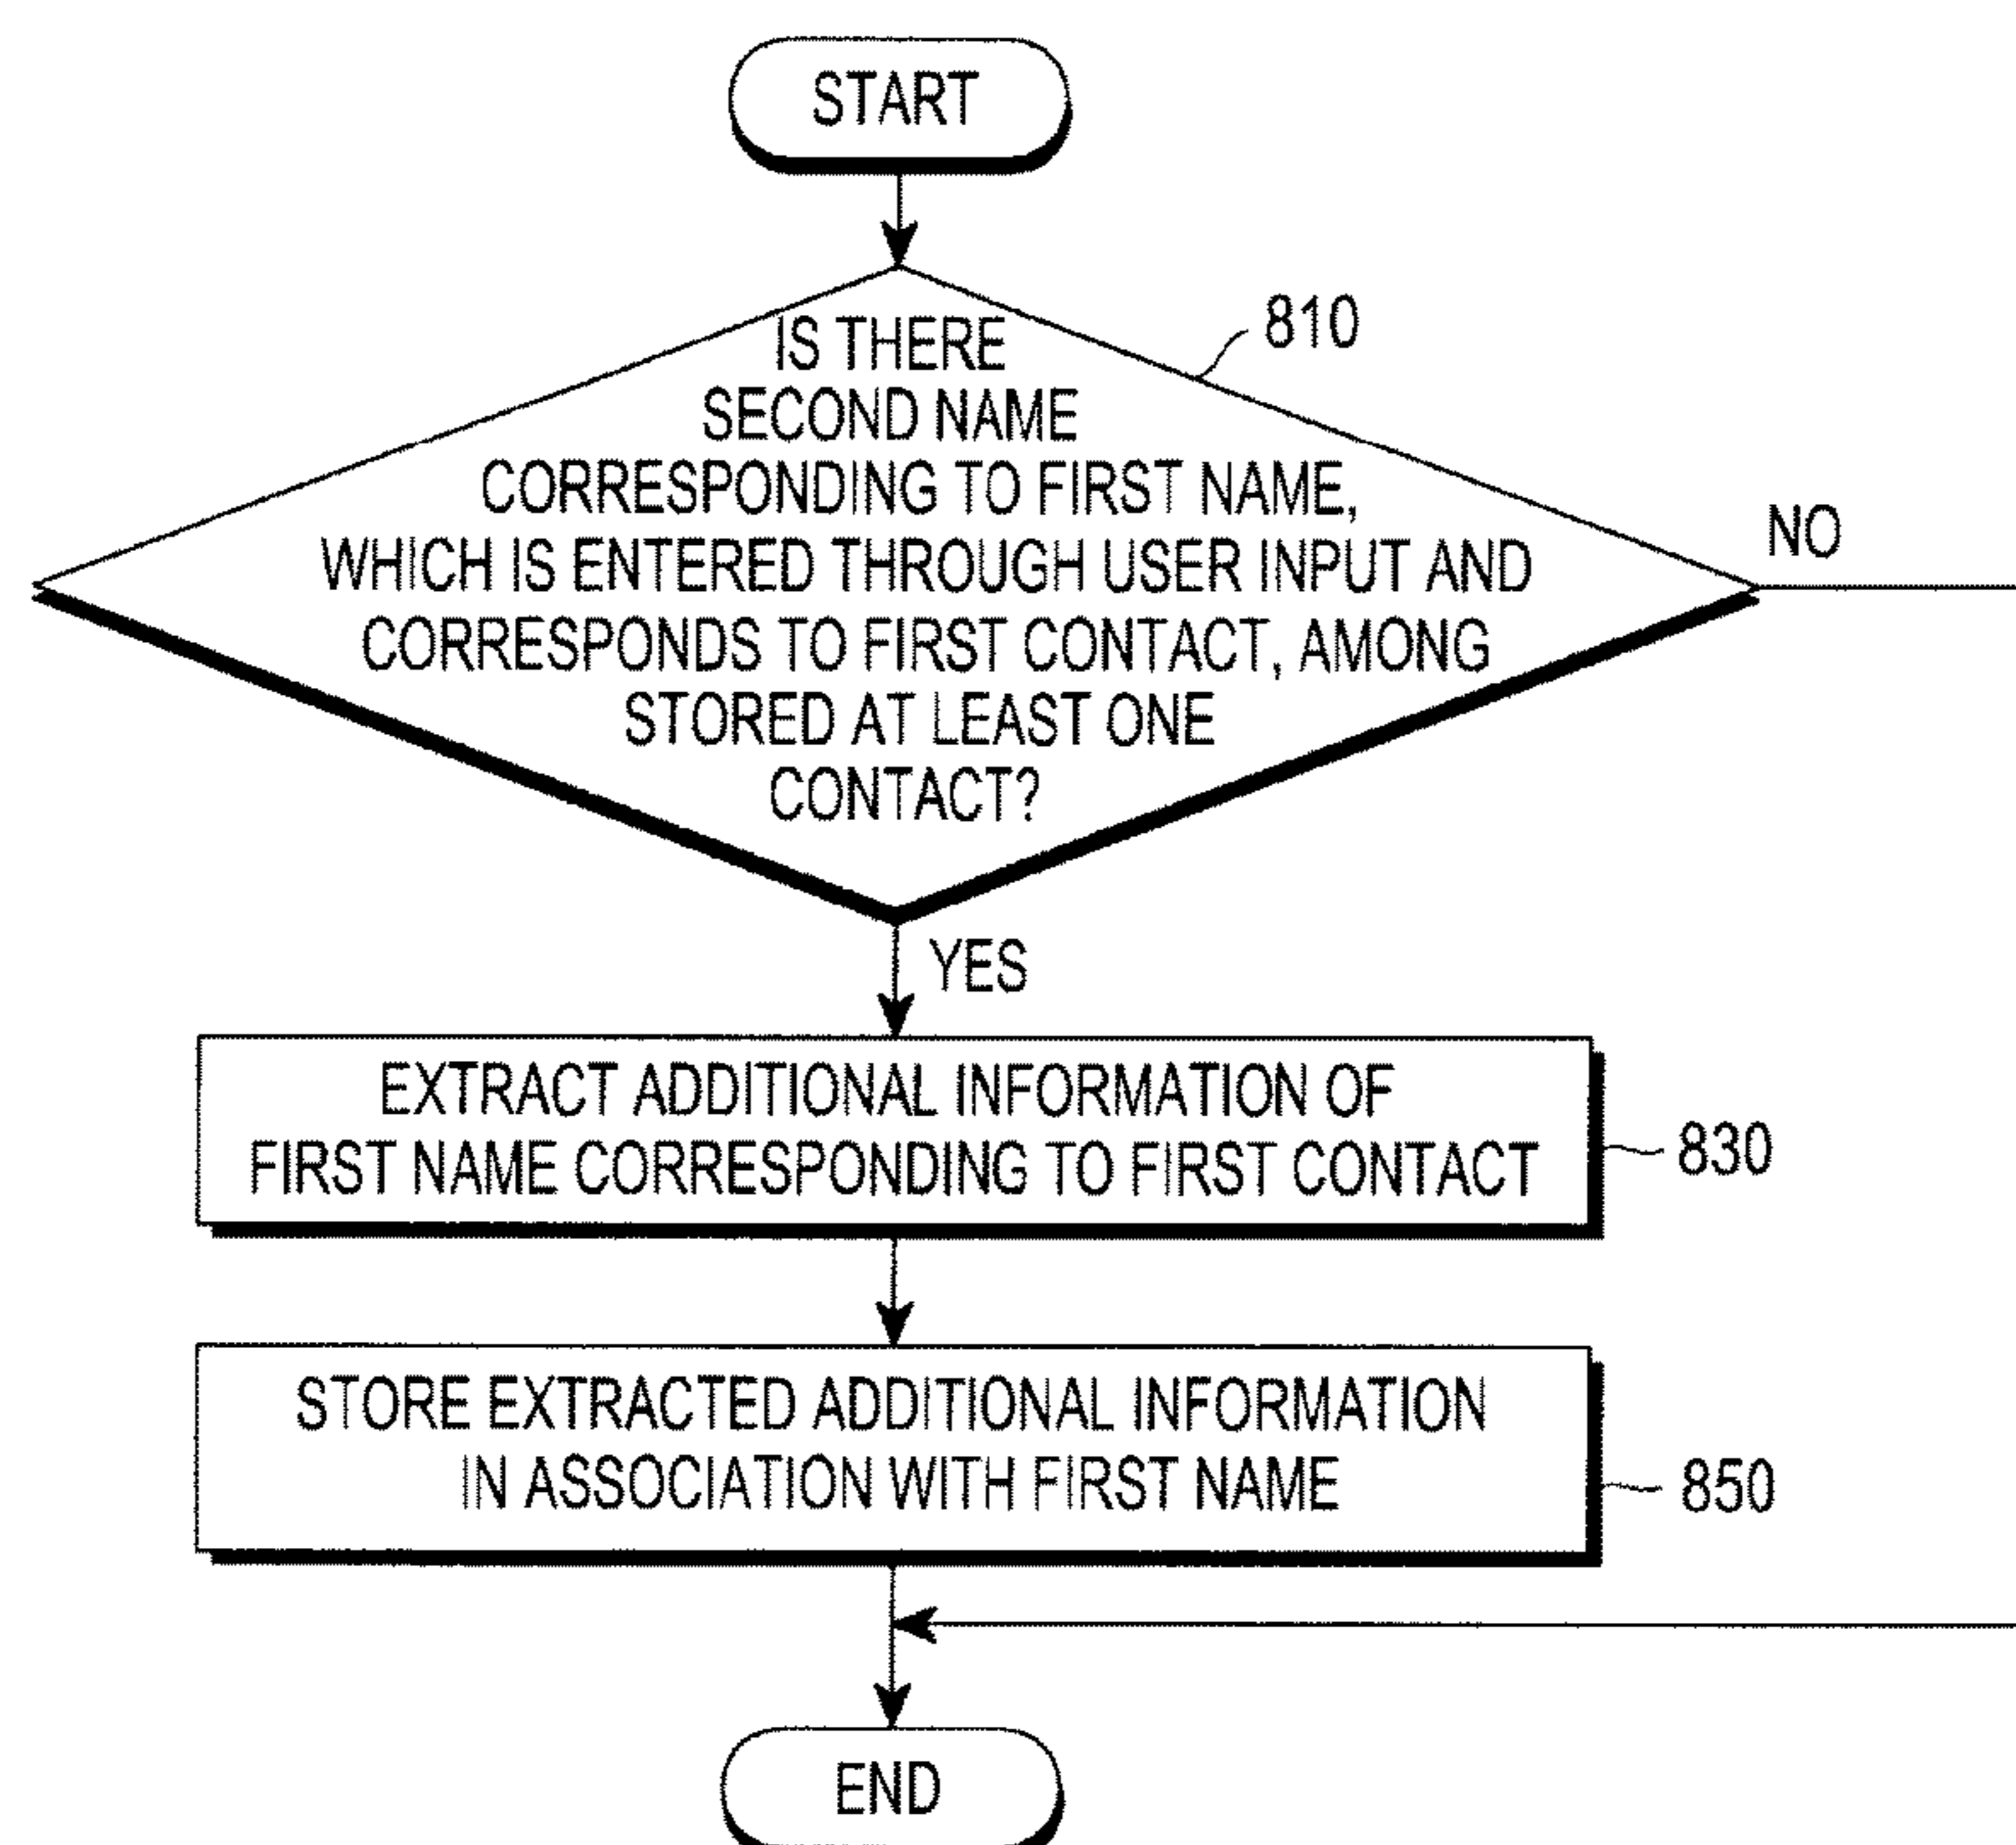 START
IS THERE
SECOND NAME
CORRESPONDING TO FIRST NAME,
WHICH IS ENTERED THROUGH USER INPUT AND
CORRESPONDS TO FIRST CONTACT, AMONG
STORED AT LEAST ONE
CONTACT?
810
NO
YES
EXTRACT ADDITIONAL INFORMATION OF
FIRST NAME CORRESPONDING TO FIRST CONTACT
830
STORE EXTRACTED ADDITIONAL INFORMATION
IN ASSOCIATION WITH FIRST NAME
850
END